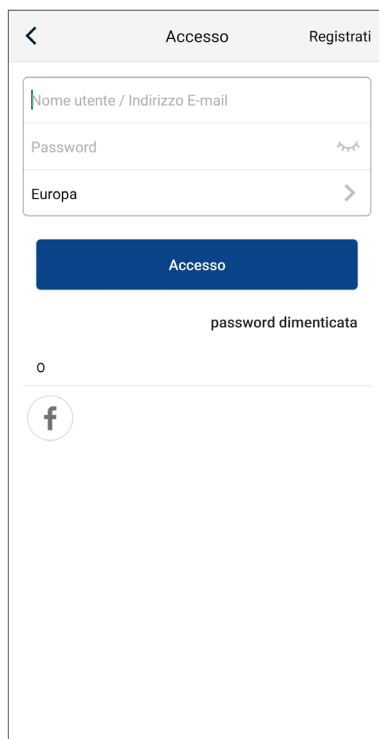 Accesso Registrati
Nome utente / Indirizzo E-mail
Password
Europa
Accesso
password dimenticata
O
f